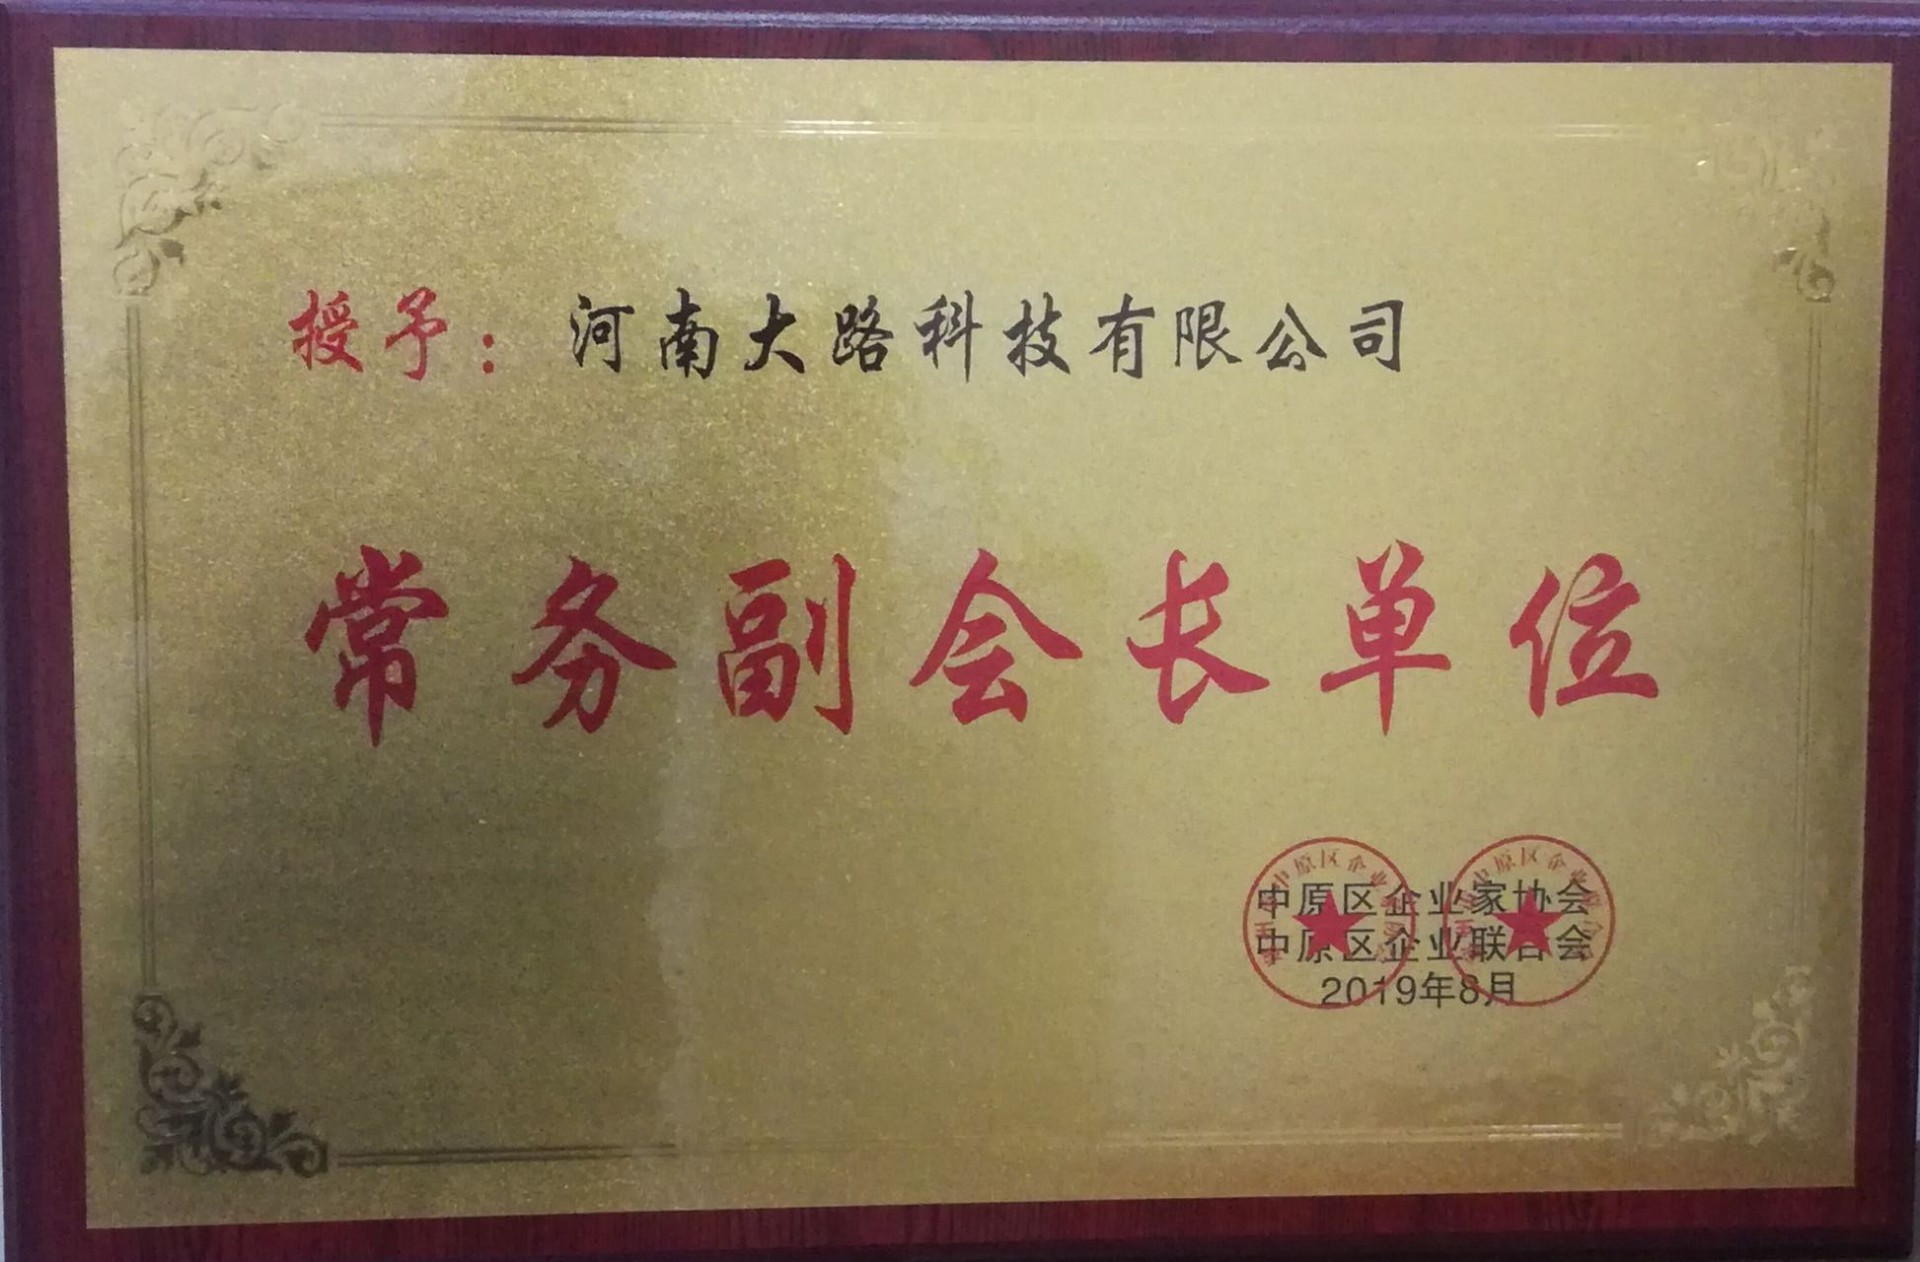 授予：河南大路科技有限公司
常务副会长单位
中原区企业家协会
中原区企业联合会
2019年8月